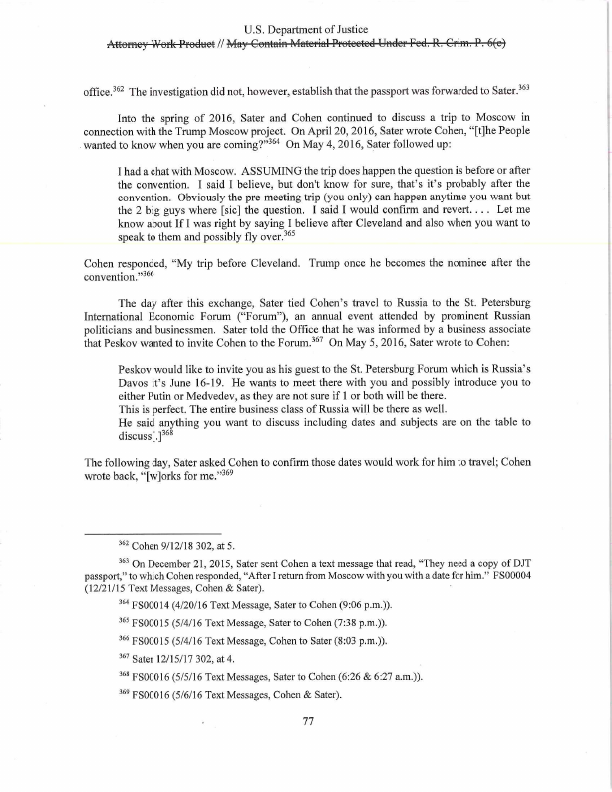 U.S. Department of Justice
Attorney Work Product // May Contain Material Protected Under Fed. R. Crim. P. 6(e)
office.362 The investigation did not, however, establish that the passport was forwarded to Sater.363
Into the spring of 2016, Sater and Cohen continued to discuss a trip to Moscow in
connection with the Trump Moscow project. On April 20, 2016, Sater wrote Cohen, "[t]he People
wanted to know when you are coming?"364 On May 4, 2016, Sater followed up:
I had a chat with Moscow. ASSUMING the trip does happen the question is before or after
the convention. I said I believe, but don't know for sure, that's it's probably after the
convention. Obviously the pre meeting trip (you only) can happen anytime you want but
the 2 big guys where [sic] the question. I said I would confirm and revert. . . . Let me
know about If I was right by saying I believe after Cleveland and also when you want to
speak to them and possibly fly over.365
Cohen responded, "My trip before Cleveland. Trump once he becomes the nominee after the
convention."366
The day after this exchange, Sater tied Cohen's travel to Russia to the St. Petersburg
International Economic Forum ("Forum"), an annual event attended by prominent Russian
politicians and businessmen. Sater told the Office that he was informed by a business associate
that Peskov wanted to invite Cohen to the Forum.367 On May 5, 2016, Sater wrote to Cohen:
Peskov would like to invite you as his guest to the St. Petersburg Forum which is Russia's
Davos it's June 16-19. He wants to meet there with you and possibly introduce you to
either Putin or Medvedev, as they are not sure if 1 or both will be there.
This is perfect. The entire business class of Russia will be there as well.
He said anything you want to discuss including dates and subjects are on the table to
discuss[.]368
The following day, Sater asked Cohen to confirm those dates would work for him to travel; Cohen
wrote back, "[w]orks for me."369
362 Cohen 9/12/18 302, at 5.
363 On December 21, 2015, Sater sent Cohen a text message that read, "They need a copy of DJT
passport," to which Cohen responded, "After I return from Moscow with you with a date for him." FS00004
(12/21/15 Text Messages, Cohen & Sater).
364 FS00014 (4/20/16 Text Message, Sater to Cohen (9:06 p.m.)).
365 FS00015 (5/4/16 Text Message, Sater to Cohen (7:38 p.m.)).
366 FS00015 (5/4/16 Text Message, Cohen to Sater (8:03 p.m.)).
367 Sater 12/15/17 302, at 4.
368 FS00016 (5/5/16 Text Messages, Sater to Cohen (6:26 & 6:27 a.m.)).
369 FS00016 (5/6/16 Text Messages, Cohen & Sater).
77